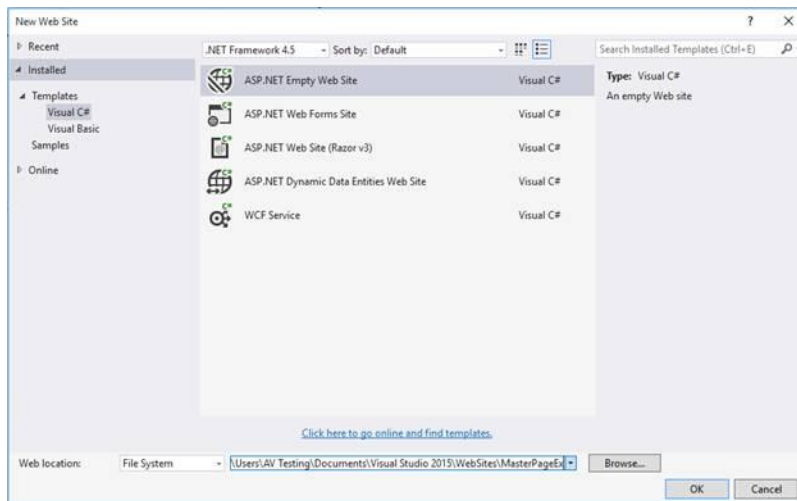 New Web Site
?
Recent
.NET Framework 4.5
Sort by: Default
Search Installed Templates (Ctrl+E)
Installed
Templates
Visual C#
Visual Basic
Samples
Online
ASP.NET Empty Web Site Visual C#
ASP.NET Web Forms Site Visual C#
ASP.NET Web Site (Razor v3) Visual C#
ASP.NET Dynamic Data Entities Web Site Visual C#
WCF Service Visual C#
Type: Visual C#
An empty Web site
Click here to go online and find templates.
Web location:
File System
\Users\AV Testing\Documents\Visual Studio 2015\WebSites\MasterPageEx
Browse...
OK
Cancel